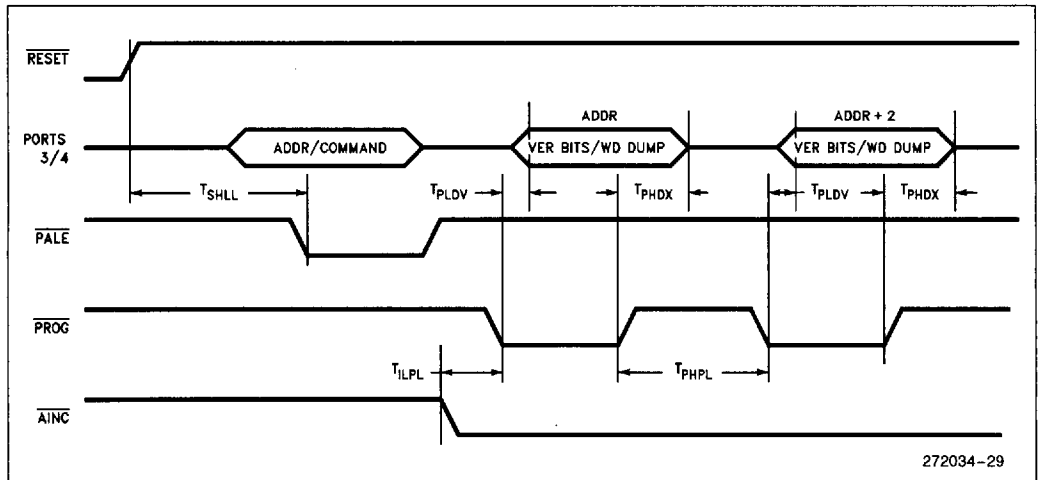 RESET
PORTS
3/4
ADDR/COMMAND
ADDR
VER BITS/WD DUMP
ADDR + 2
VER BITS/WD DUMP
TSHLL
TPLDV
TPHDX
TPLDV
TPHDX
PALE
PROG
TILPL
TPHPL
AINC
272034-29